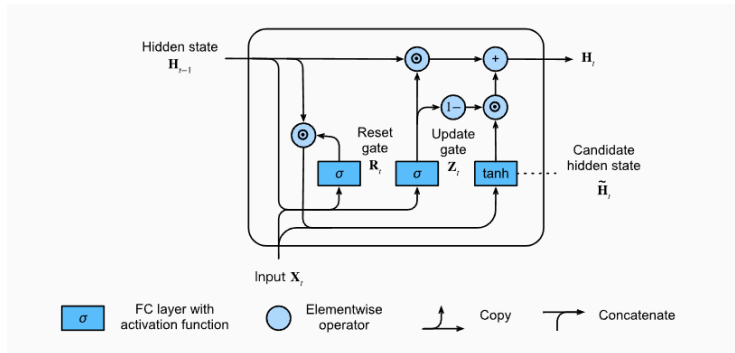 Hidden state
H_{t−1}
H_t
⊙
+
1−
⊙
⊙
Reset
gate
R_t
Update
gate
Z_t
σ
σ
tanh
Candidate
hidden state
H̃_t
Input X_t
σ
FC layer with
activation function
Elementwise
operator
Copy
Concatenate